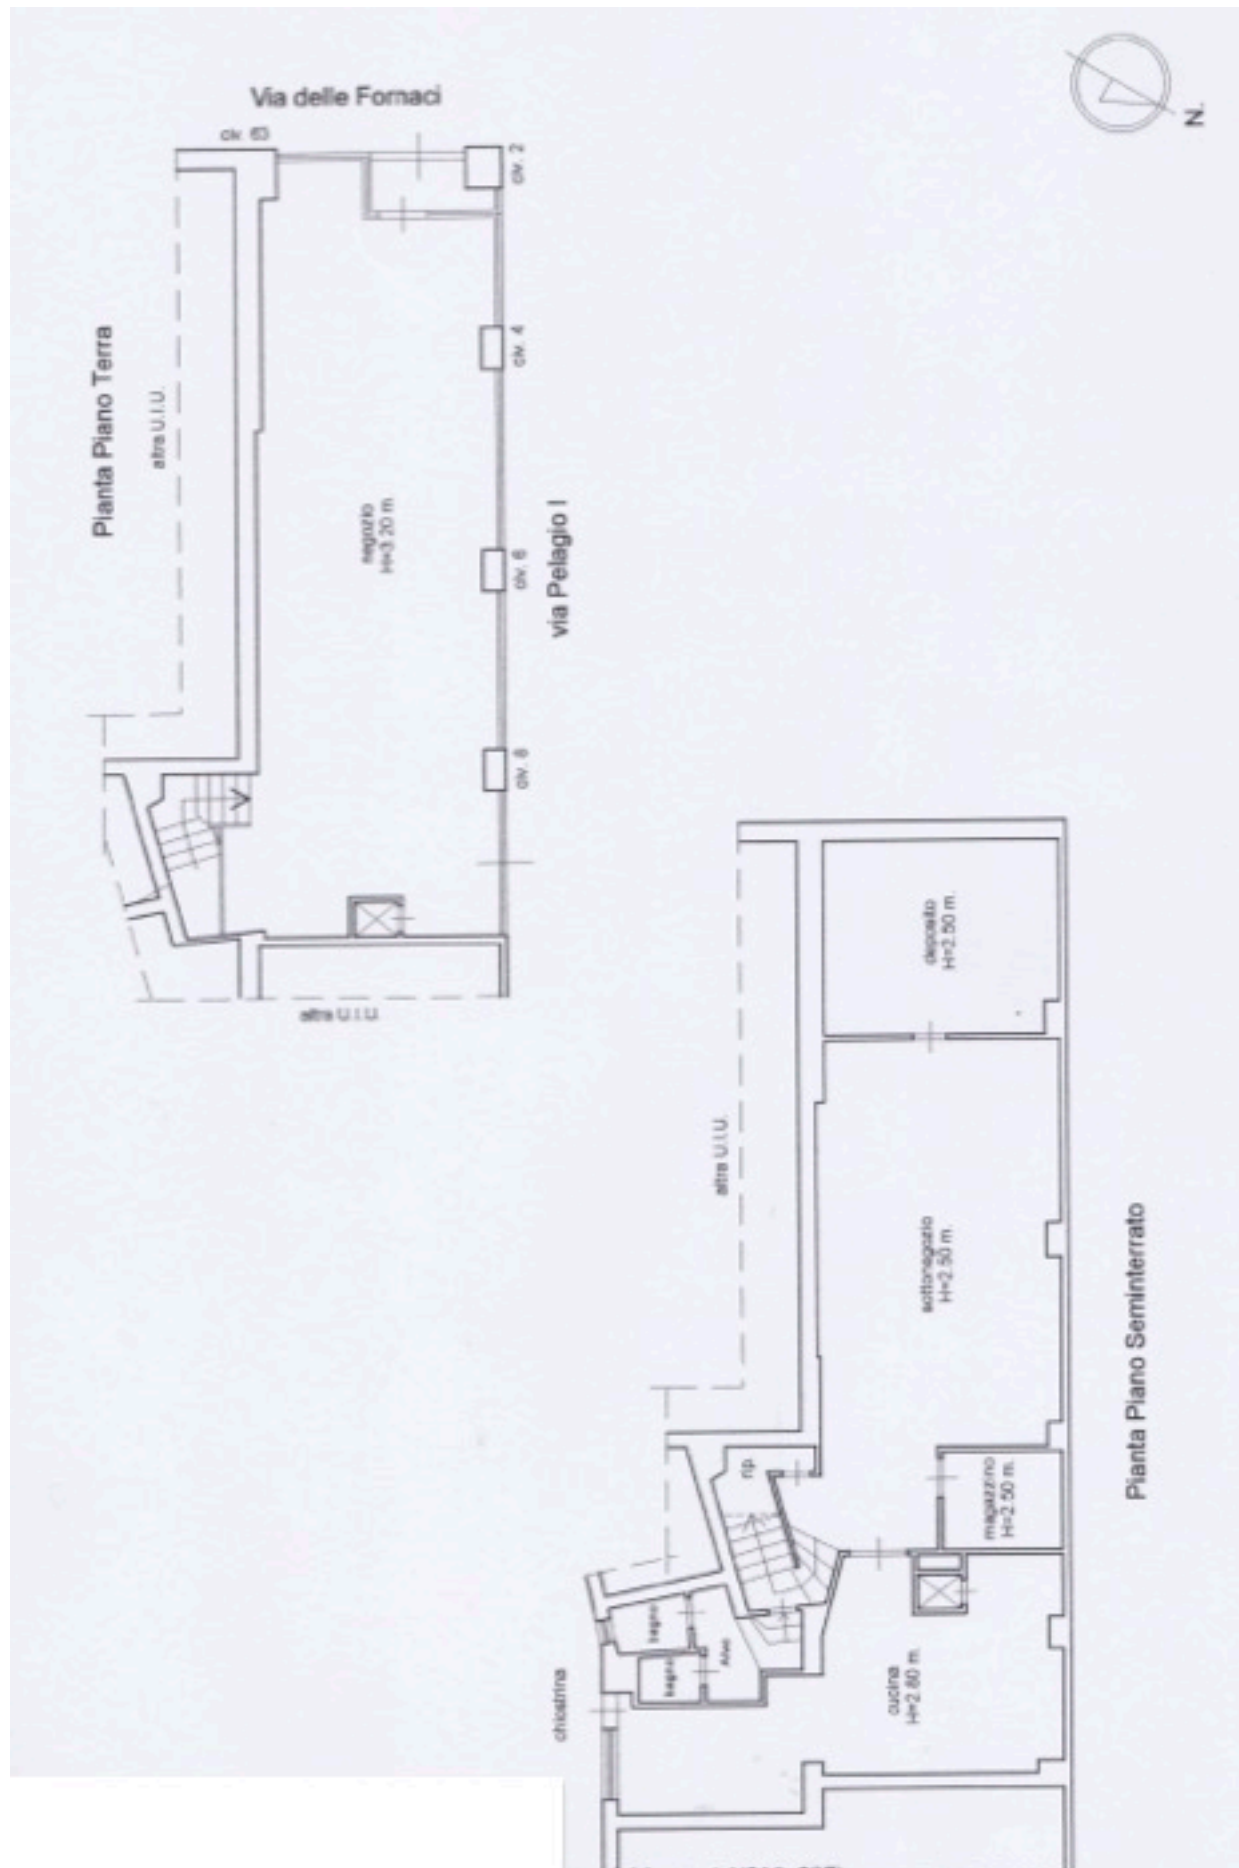 Via delle Fornaci
civ. 63
civ. 2
N.
Pianta Piano Terra
altra U.I.U.
civ. 4
negozio
H=3.20 m
civ. 6
via Pelagio I
civ. 8
altra U.I.U.
deposito
H=2.50 m.
altra U.I.U.
sottonegozio
H=2.50 m.
Pianta Piano Seminterrato
rip.
magazzino
H=2.50 m.
bagno
bagno
chiostrina
cucina
H=2.80 m.